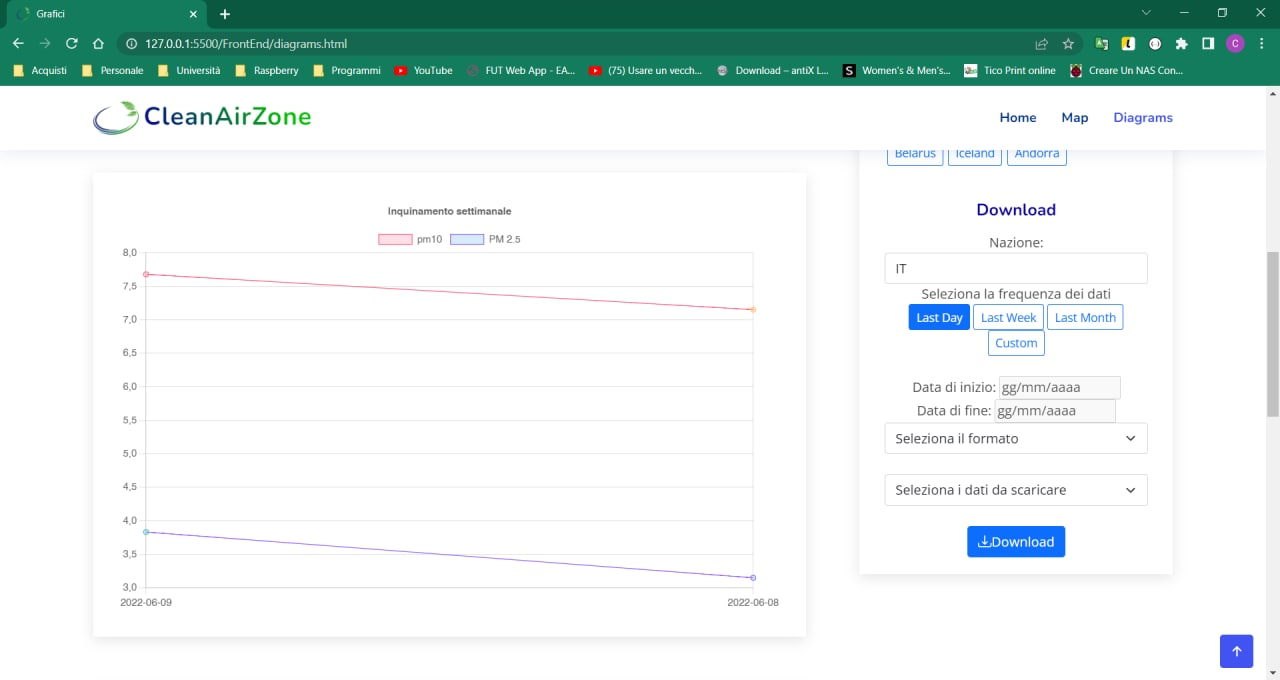 Grafici
127.0.0.1:5500/FrontEnd/diagrams.html
C
Acquisti Personale Università Raspberry Programmi YouTube FUT Web App - EA... (75) Usare un vecch... Download – antiX L... S Women's & Men's... Tico Print online Creare Un NAS Con...
CleanAirZone
Home Map Diagrams
Belarus Iceland Andorra
Inquinamento settimanale
pm10 PM 2.5
8,0
7,5
7,0
6,5
6,0
5,5
5,0
4,5
4,0
3,5
3,0
2022-06-09 2022-06-08
Download
Nazione:
IT
Seleziona la frequenza dei dati
Last Day Last Week Last Month
Custom
Data di inizio: gg/mm/aaaa
Data di fine: gg/mm/aaaa
Seleziona il formato
Seleziona i dati da scaricare
Download